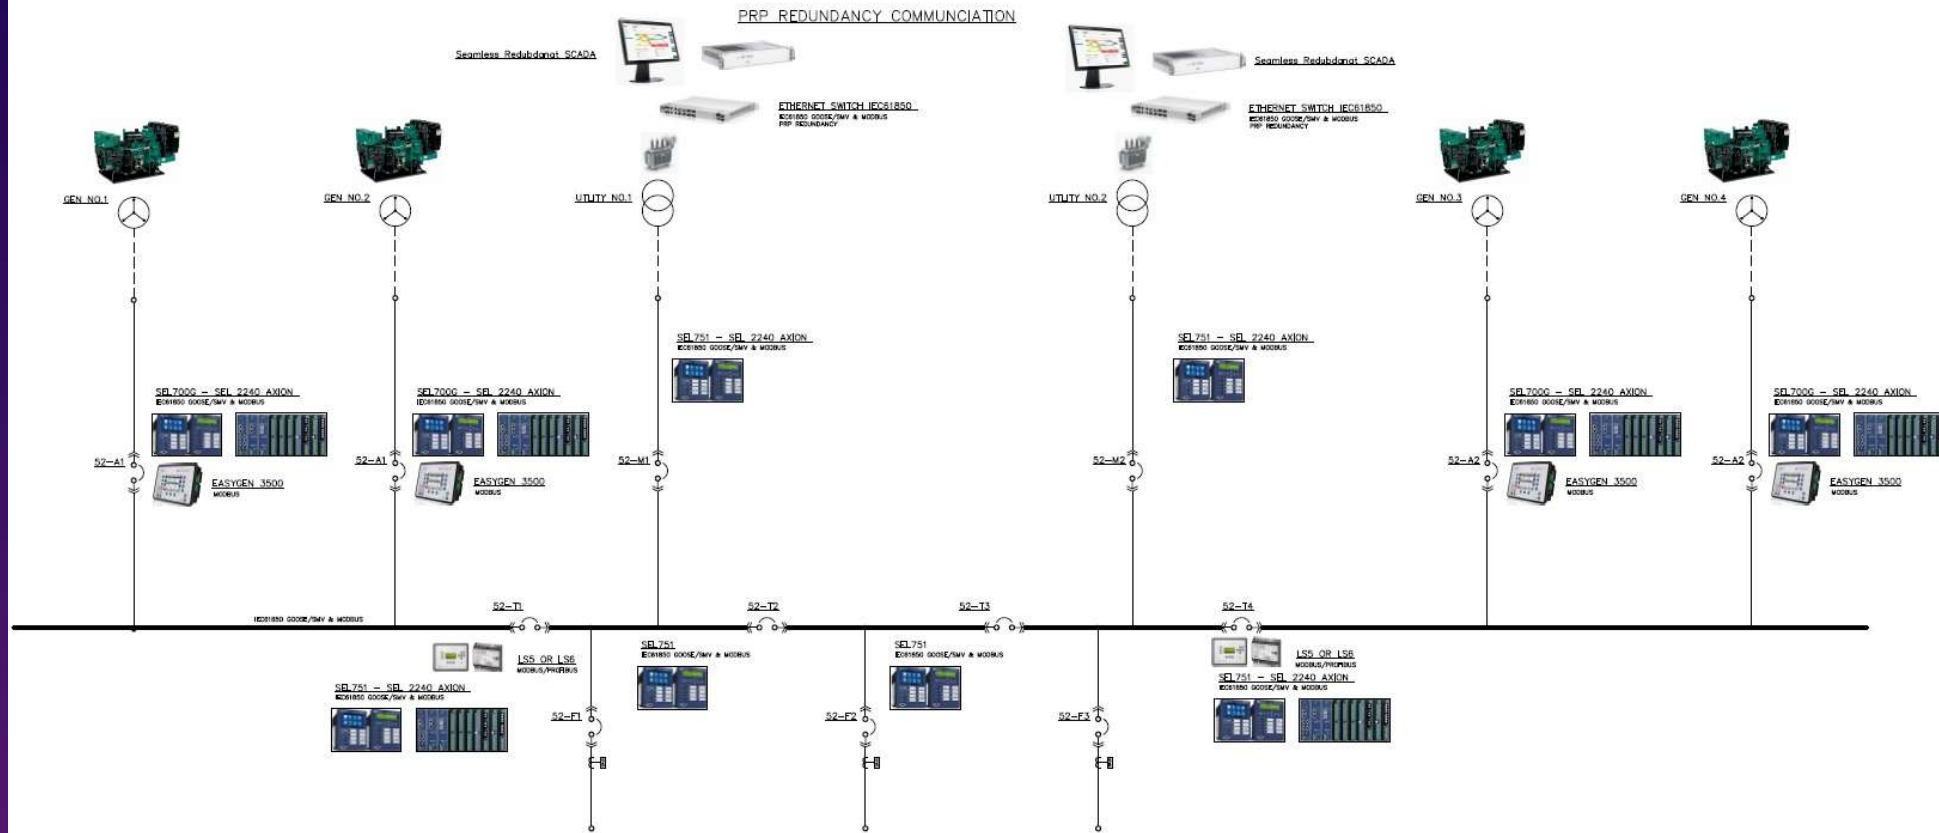 PRP REDUNDANCY COMMUNCIATION
Seamless Redubdanat SCADA
Seamless Redubdanat SCADA
ETHERNET SWITCH IEC61850
IEC61850 GOOSE/SMV & MODBUS
PRP REDUNDANCY
ETHERNET SWITCH IEC61850
IEC61850 GOOSE/SMV & MODBUS
PRP REDUNDANCY
GEN NO.1
GEN NO.2
UTLITY NO.1
UTLITY NO.2
GEN NO.3
GEN NO.4
SEL751 - SEL 2240 AXION
IEC61850 GOOSE/SMV & MODBUS
SEL751 - SEL 2240 AXION
IEC61850 GOOSE/SMV & MODBUS
SEL700G - SEL 2240 AXION
IEC61850 GOOSE/SMV & MODBUS
SEL700G - SEL 2240 AXION
IEC61850 GOOSE/SMV & MODBUS
SEL700G - SEL 2240 AXION
IEC61850 GOOSE/SMV & MODBUS
SEL700G - SEL 2240 AXION
IEC61850 GOOSE/SMV & MODBUS
52-A1
52-A1
52-M1
52-M2
52-A2
52-A2
EASYGEN 3500
MODBUS
EASYGEN 3500
MODBUS
EASYGEN 3500
MODBUS
EASYGEN 3500
MODBUS
52-T1
52-T2
52-T3
52-T4
IEC61850 GOOSE/SMV & MODBUS
LS5 OR LS6
MODBUS/PROFIBUS
SEL751
IEC61850 GOOSE/SMV & MODBUS
SEL751
IEC61850 GOOSE/SMV & MODBUS
LS5 OR LS6
MODBUS/PROFIBUS
SEL751 - SEL 2240 AXION
IEC61850 GOOSE/SMV & MODBUS
SEL751 - SEL 2240 AXION
IEC61850 GOOSE/SMV & MODBUS
52-F1
52-F2
52-F3